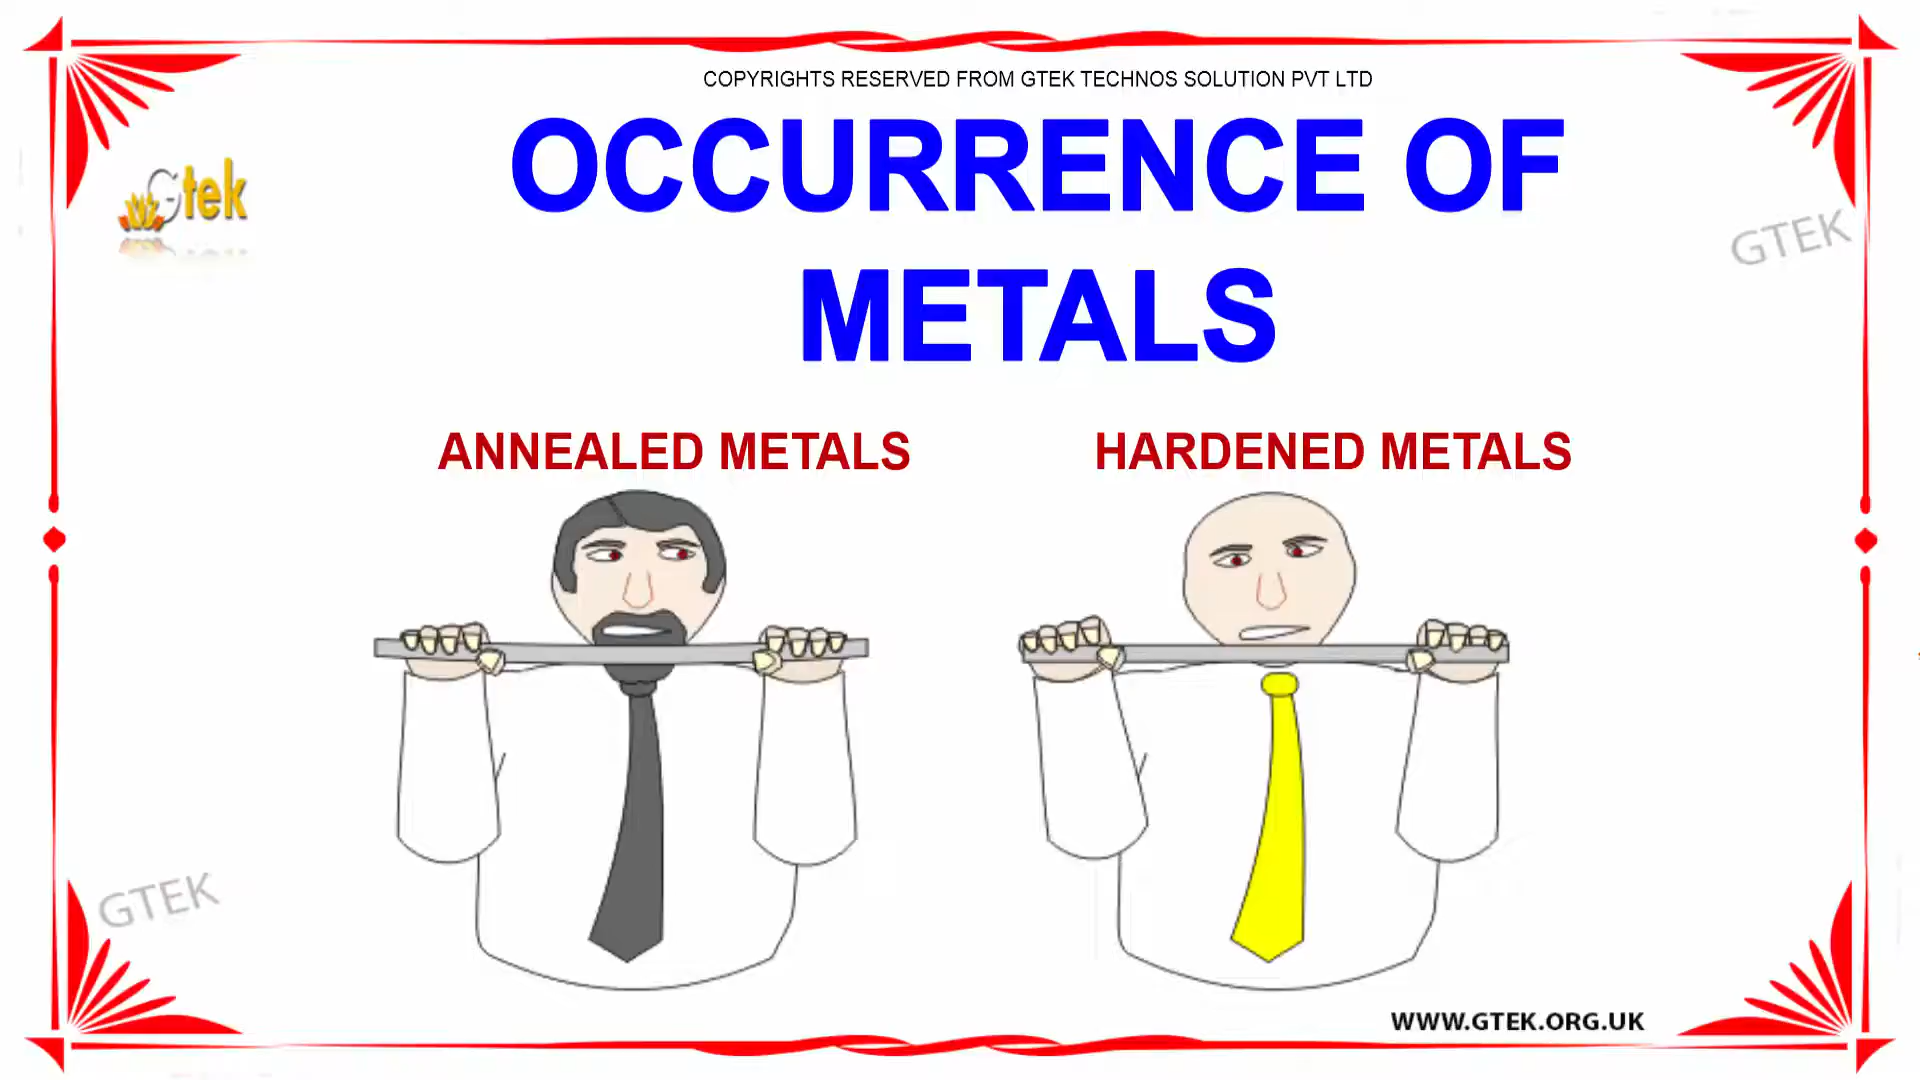 COPYRIGHTS RESERVED FROM GTEK TECHNOS SOLUTION PVT LTD
OCCURRENCE OF
METALS
Gtek
GTEK
ANNEALED METALS
HARDENED METALS
GTEK
WWW.GTEK.ORG.UK